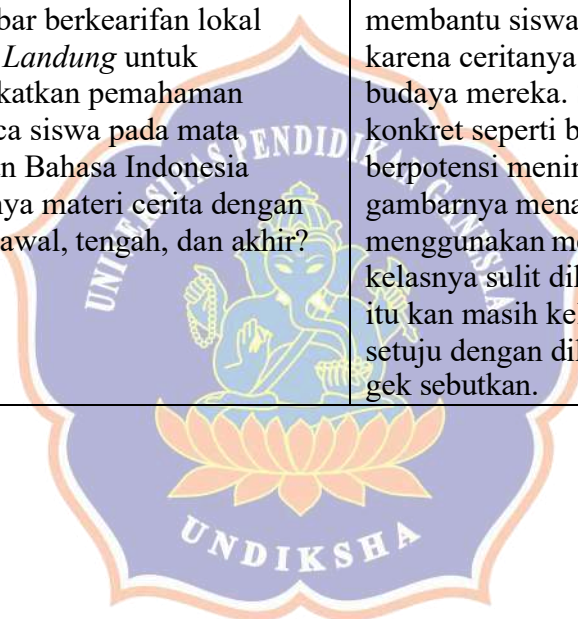 bar berkearifan lokal
Landung untuk
katkan pemahaman
ca siswa pada mata
n Bahasa Indonesia
nya materi cerita dengan
awal, tengah, dan akhir?
membantu siswa
karena ceritanya
budaya mereka.
konkret seperti b
berpotensi menin
gambarnya mena
menggunakan me
kelasnya sulit dil
itu kan masih kel
setuju dengan dil
gek sebutkan.
UNIVERSITAS PENDIDIKAN GANESHA
UNDIKSHA